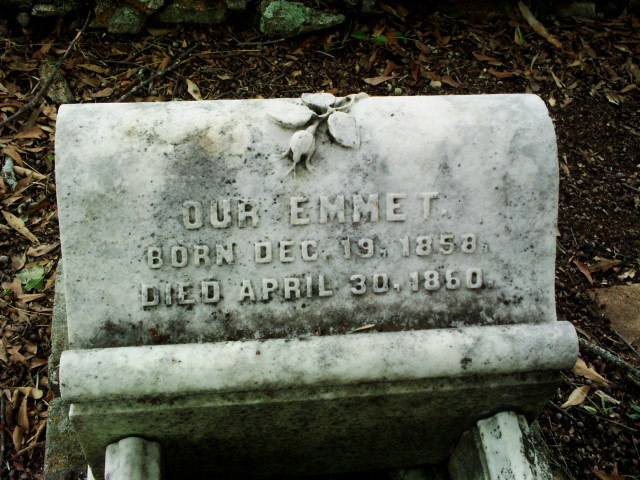 OUR EMMET.
BORN DEC. 19, 1858.
DIED APRIL 30, 1860.